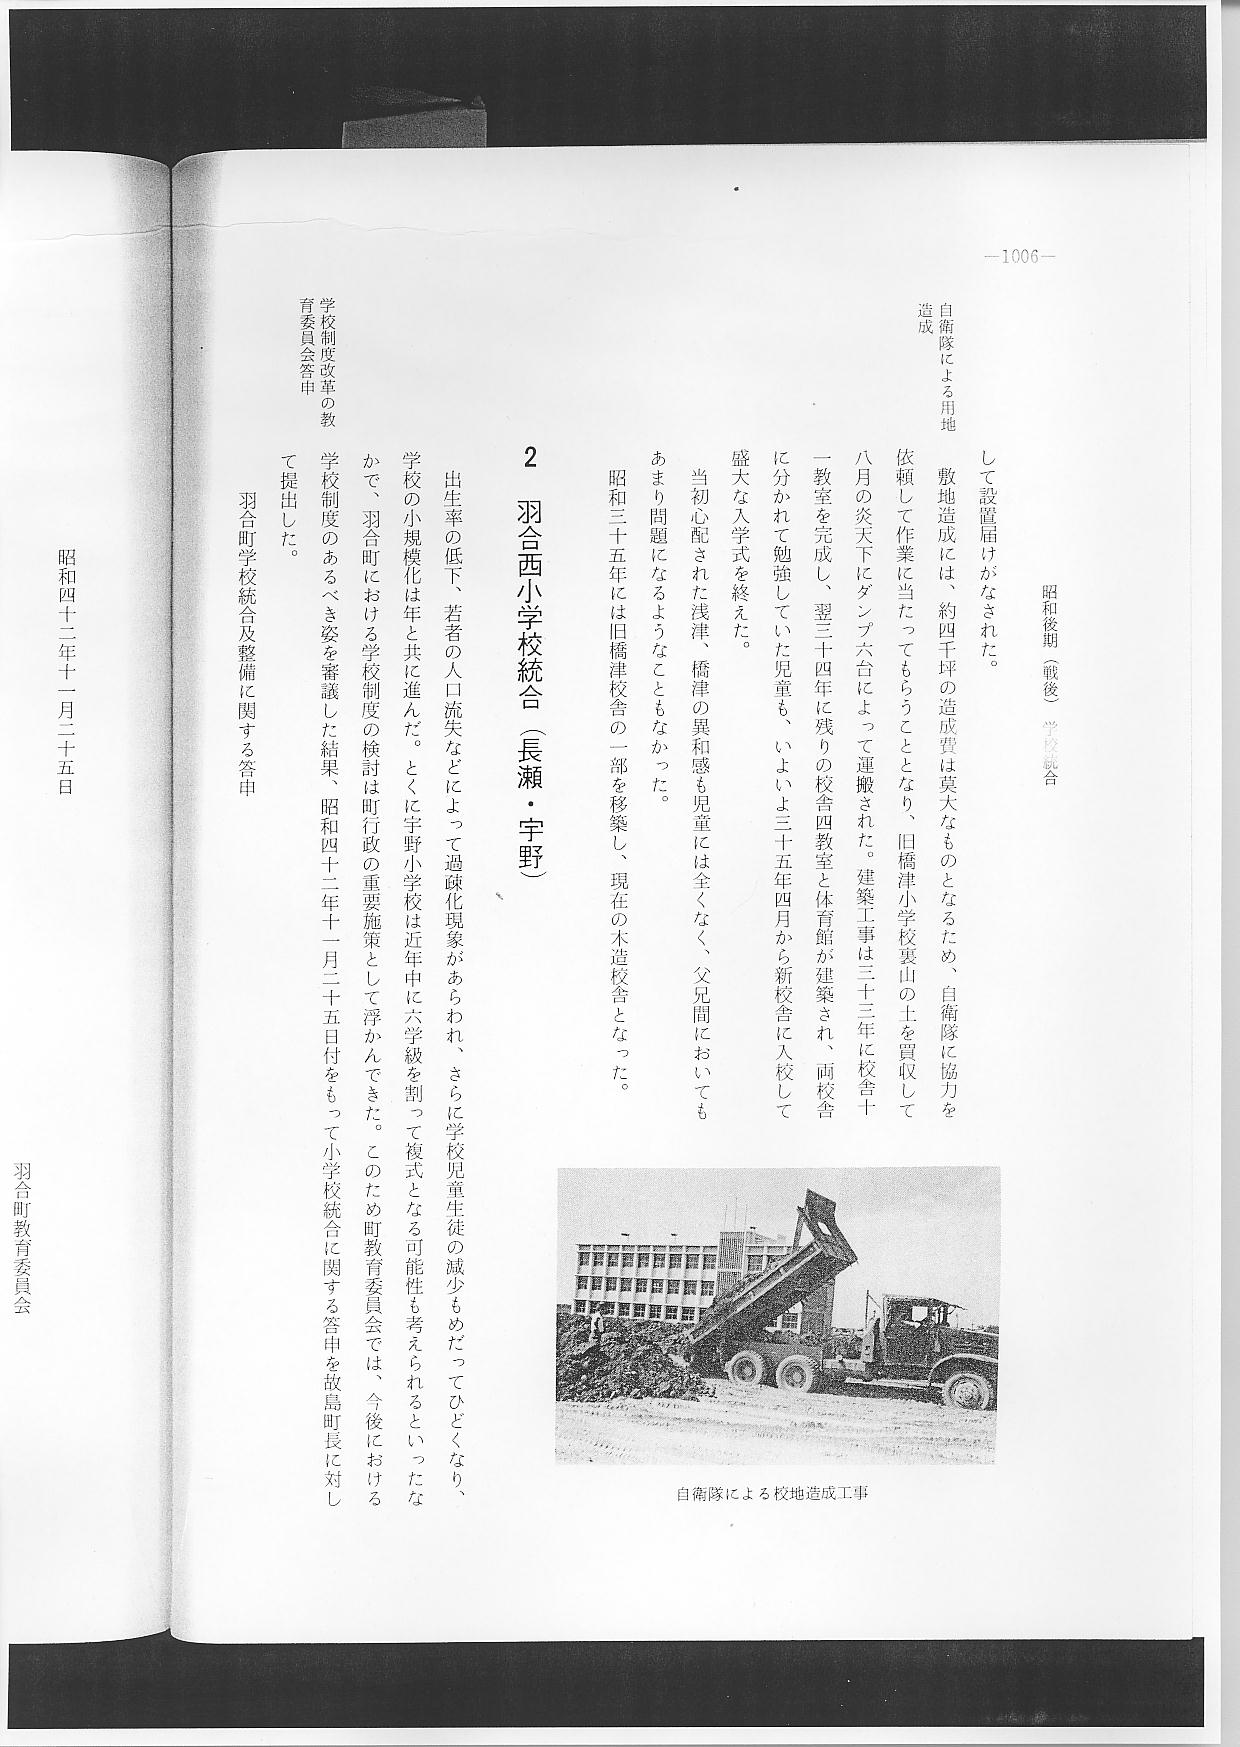 —1006—
昭和後期（戦後） 学校統合
自衛隊による用地
造成
して設置届けがなされた。
敷地造成には、約四千坪の造成費は莫大なものとなるため、自衛隊に協力を
依頼して作業に当たってもらうこととなり、旧橋津小学校裏山の土を買収して
八月の炎天下にダンプ六台によって運搬された。建築工事は三十三年に校舎十
一教室を完成し、翌三十四年に残りの校舎四教室と体育館が建築され、両校舎
に分かれて勉強していた児童も、いよいよ三十五年四月から新校舎に入校して
盛大な入学式を終えた。
当初心配された浅津、橋津の異和感も児童には全くなく、父兄間においても
あまり問題になるようなこともなかった。
昭和三十五年には旧橋津校舎の一部を移築し、現在の木造校舎となった。
自衛隊による校地造成工事
2 羽合西小学校統合（長瀬・宇野）
学校制度改革の教
育委員会答申
出生率の低下、若者の人口流失などによって過疎化現象があらわれ、さらに学校児童生徒の減少もめだってひどくなり、
学校の小規模化は年と共に進んだ。とくに宇野小学校は近年中に六学級を割って複式となる可能性も考えられるといったな
かで、羽合町における学校制度の検討は町行政の重要施策として浮かんできた。このため町教育委員会では、今後における
学校制度のあるべき姿を審議した結果、昭和四十二年十一月二十五日付をもって小学校統合に関する答申を故島町長に対し
て提出した。
羽合町学校統合及整備に関する答申
昭和四十二年十一月二十五日
羽合町教育委員会